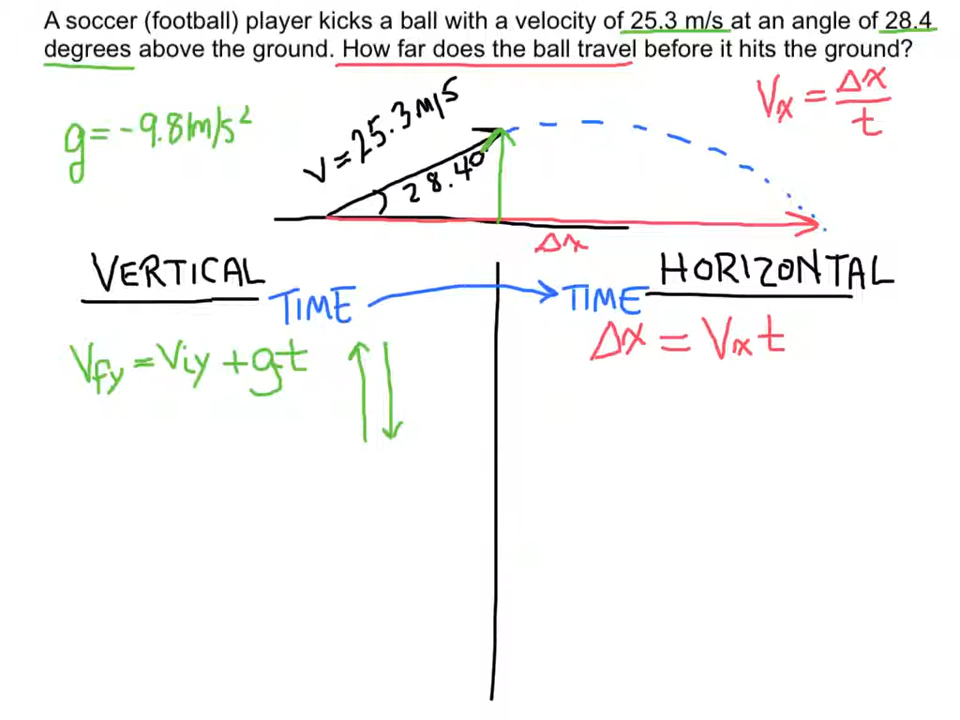 A soccer (football) player kicks a ball with a velocity of 25.3 m/s at an angle of 28.4
degrees above the ground. How far does the ball travel before it hits the ground?
g = -9.81m/s²
V = 25.3 m/s
28.4°
Vx = Δx/t
Δx
VERTICAL
HORIZONTAL
TIME
TIME
Vfy = Viy + gt
Δx = Vx t